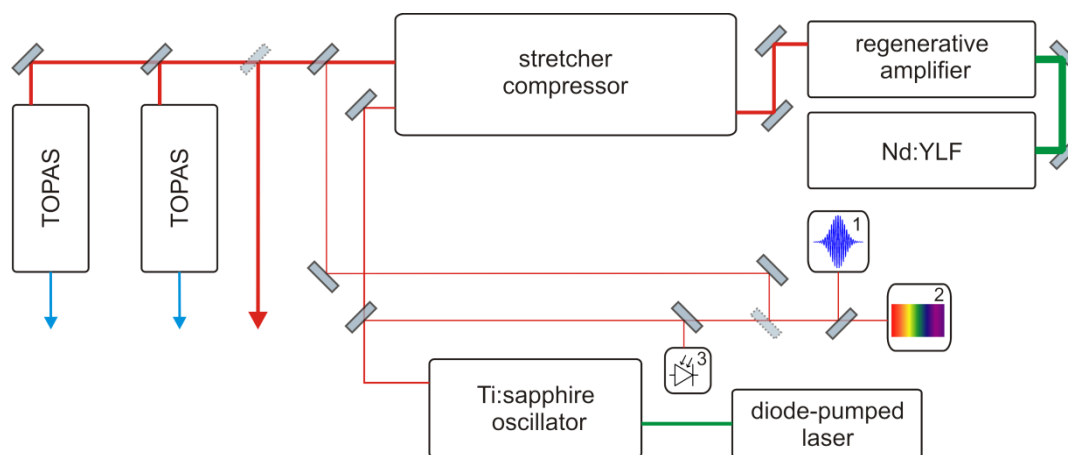 stretcher
compressor
regenerative
amplifier
Nd:YLF
TOPAS
TOPAS
1
2
3
Ti:sapphire
oscillator
diode-pumped
laser